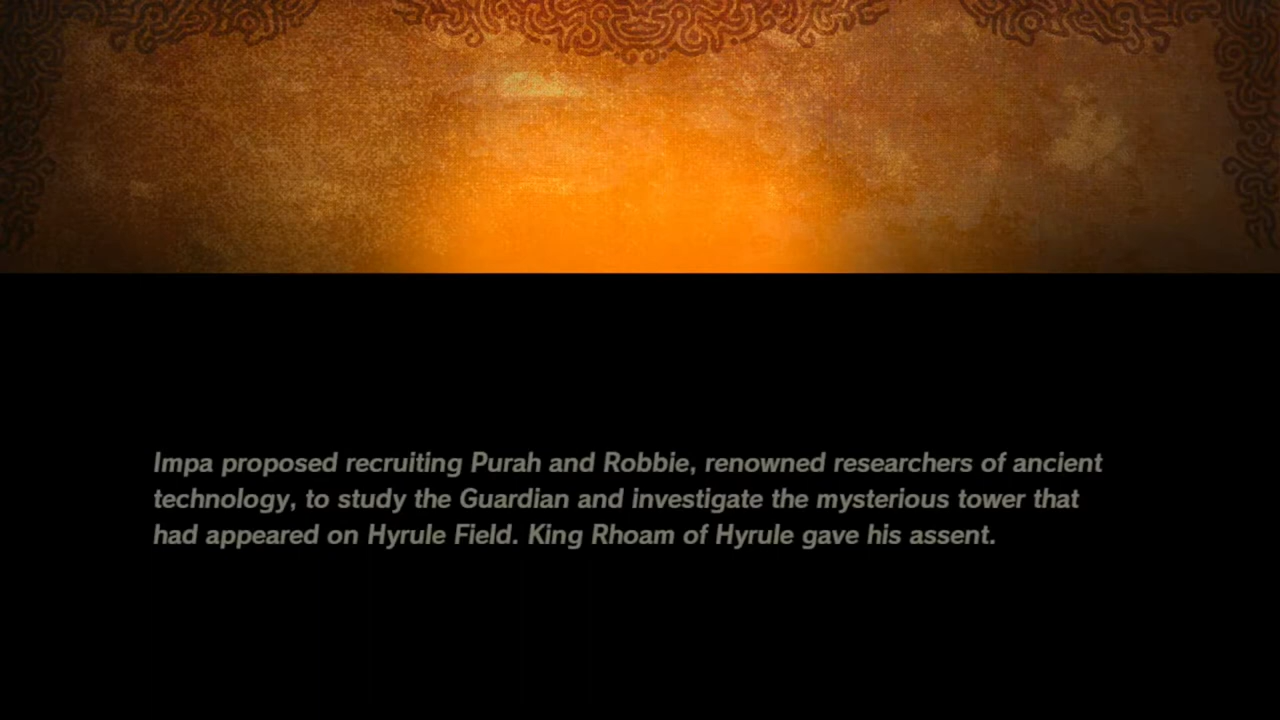 Impa proposed recruiting Purah and Robbie, renowned researchers of ancient
technology, to study the Guardian and investigate the mysterious tower that
had appeared on Hyrule Field. King Rhoam of Hyrule gave his assent.